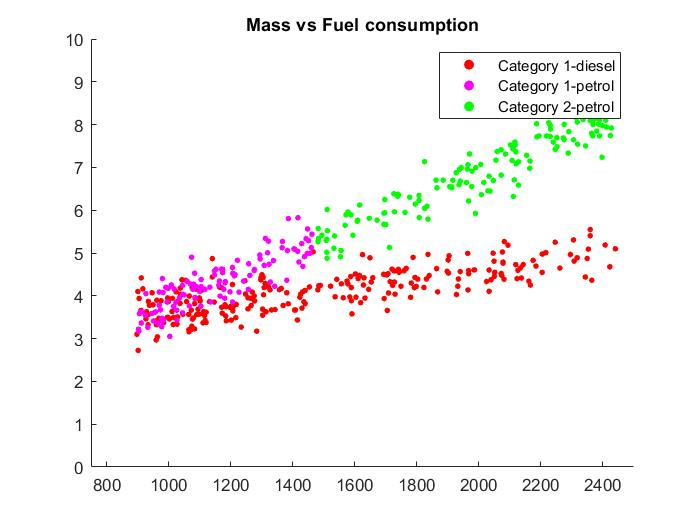 Mass vs Fuel consumption
10
9
8
7
6
5
4
3
2
1
0
Category 1-diesel
Category 1-petrol
Category 2-petrol
800 1000 1200 1400 1600 1800 2000 2200 2400